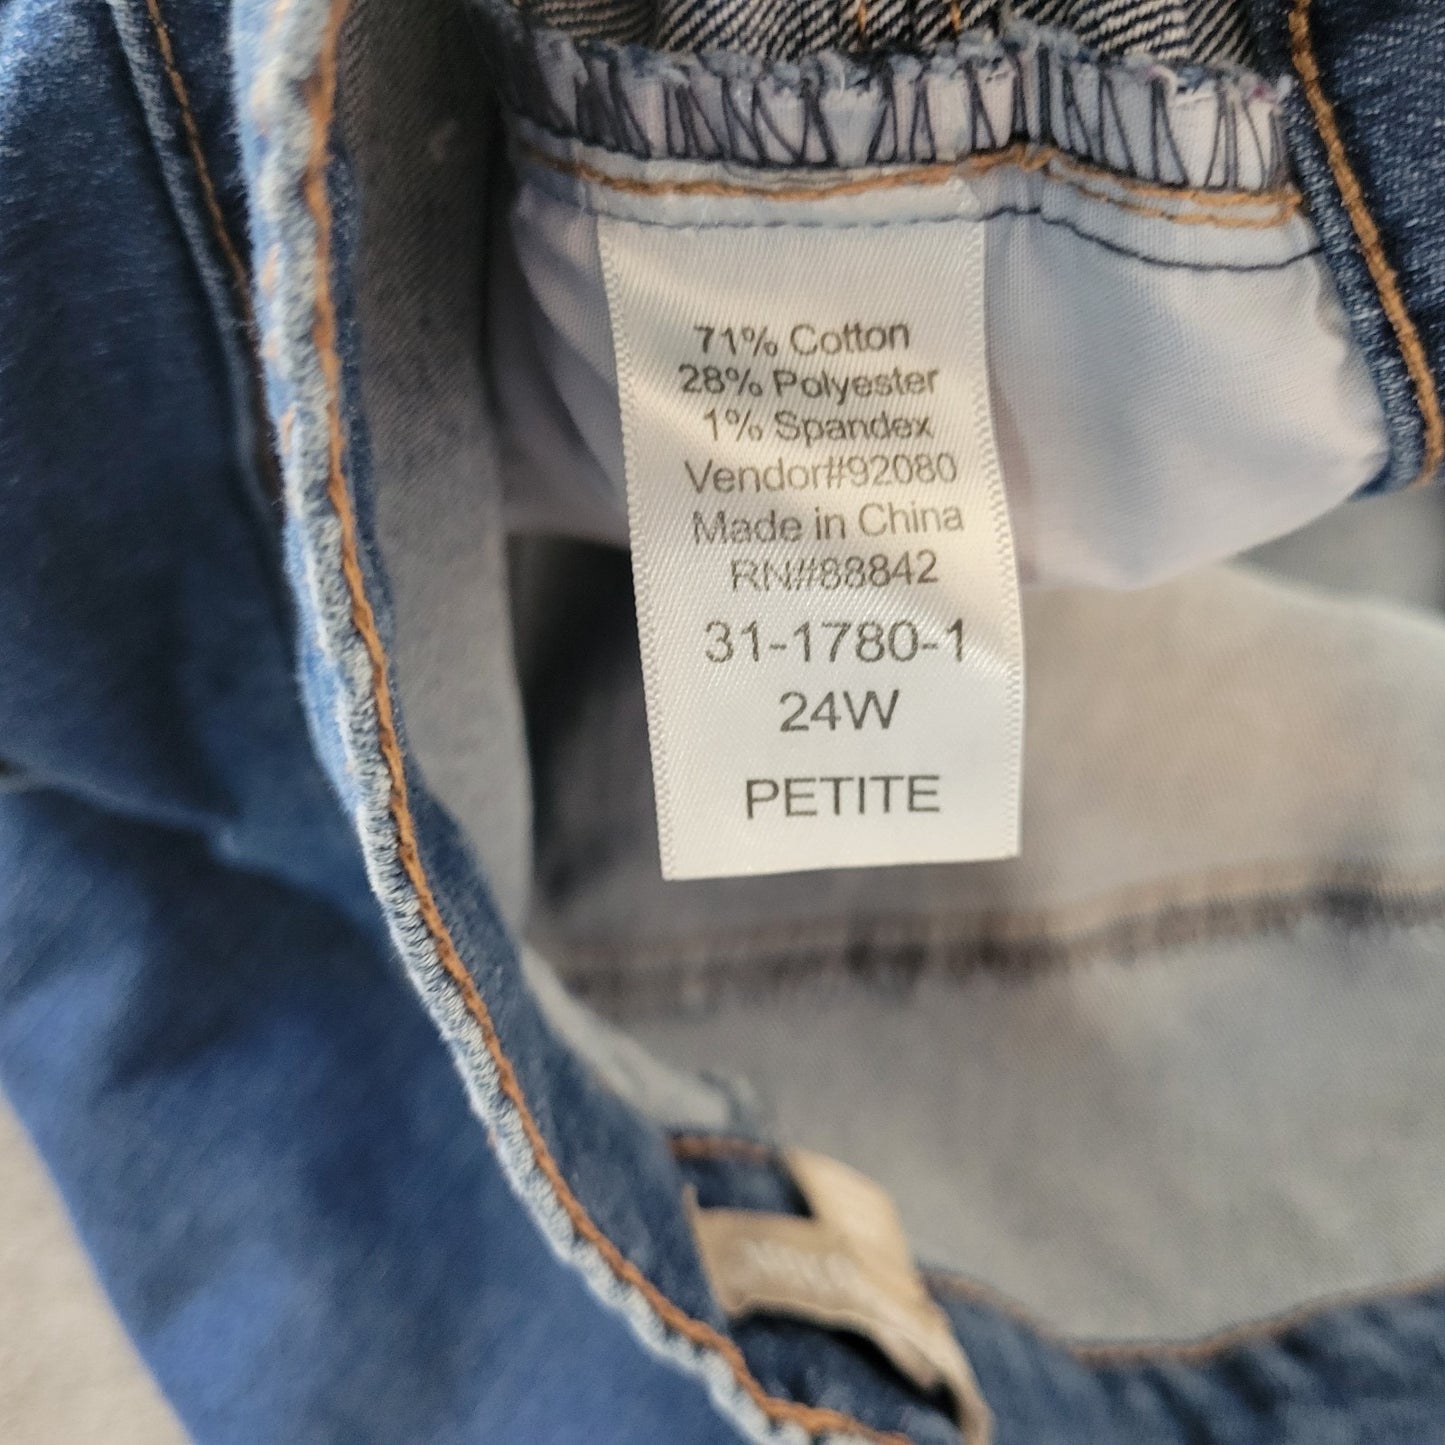 71% Cotton
28% Polyester
1% Spandex
Vendor#92080
Made in China
RN#88842
31-1780-1
24W
PETITE